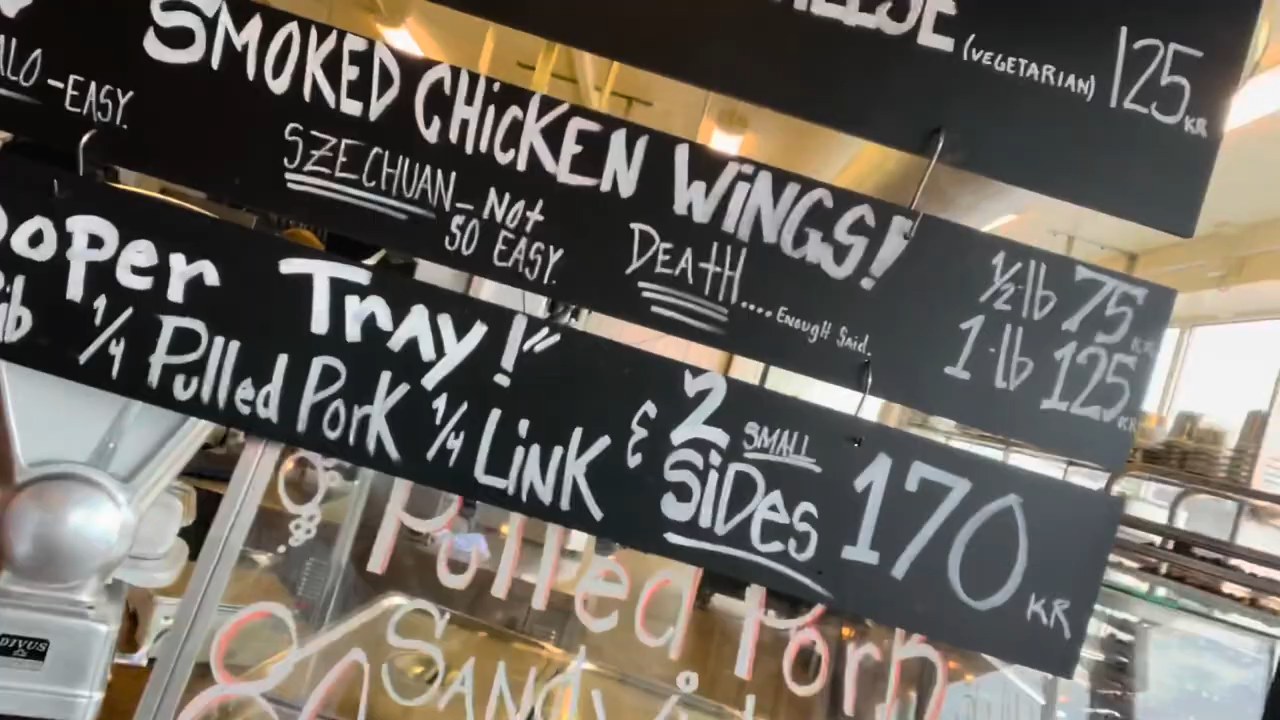 (VEGETARIAN) 125 KR
SMOKED CHICKEN WINGS!
-EASY.
SZECHUAN - NOT
SO EASY.
DEATH.... ENOUGH SAID.
1/2 lb 75 KR
1 lb 125 KR
TRAY!"
1/4 PULLED PORK 1/4 LINK & 2 SMALL SIDES 170 KR
Pulled Pork
DIVUS